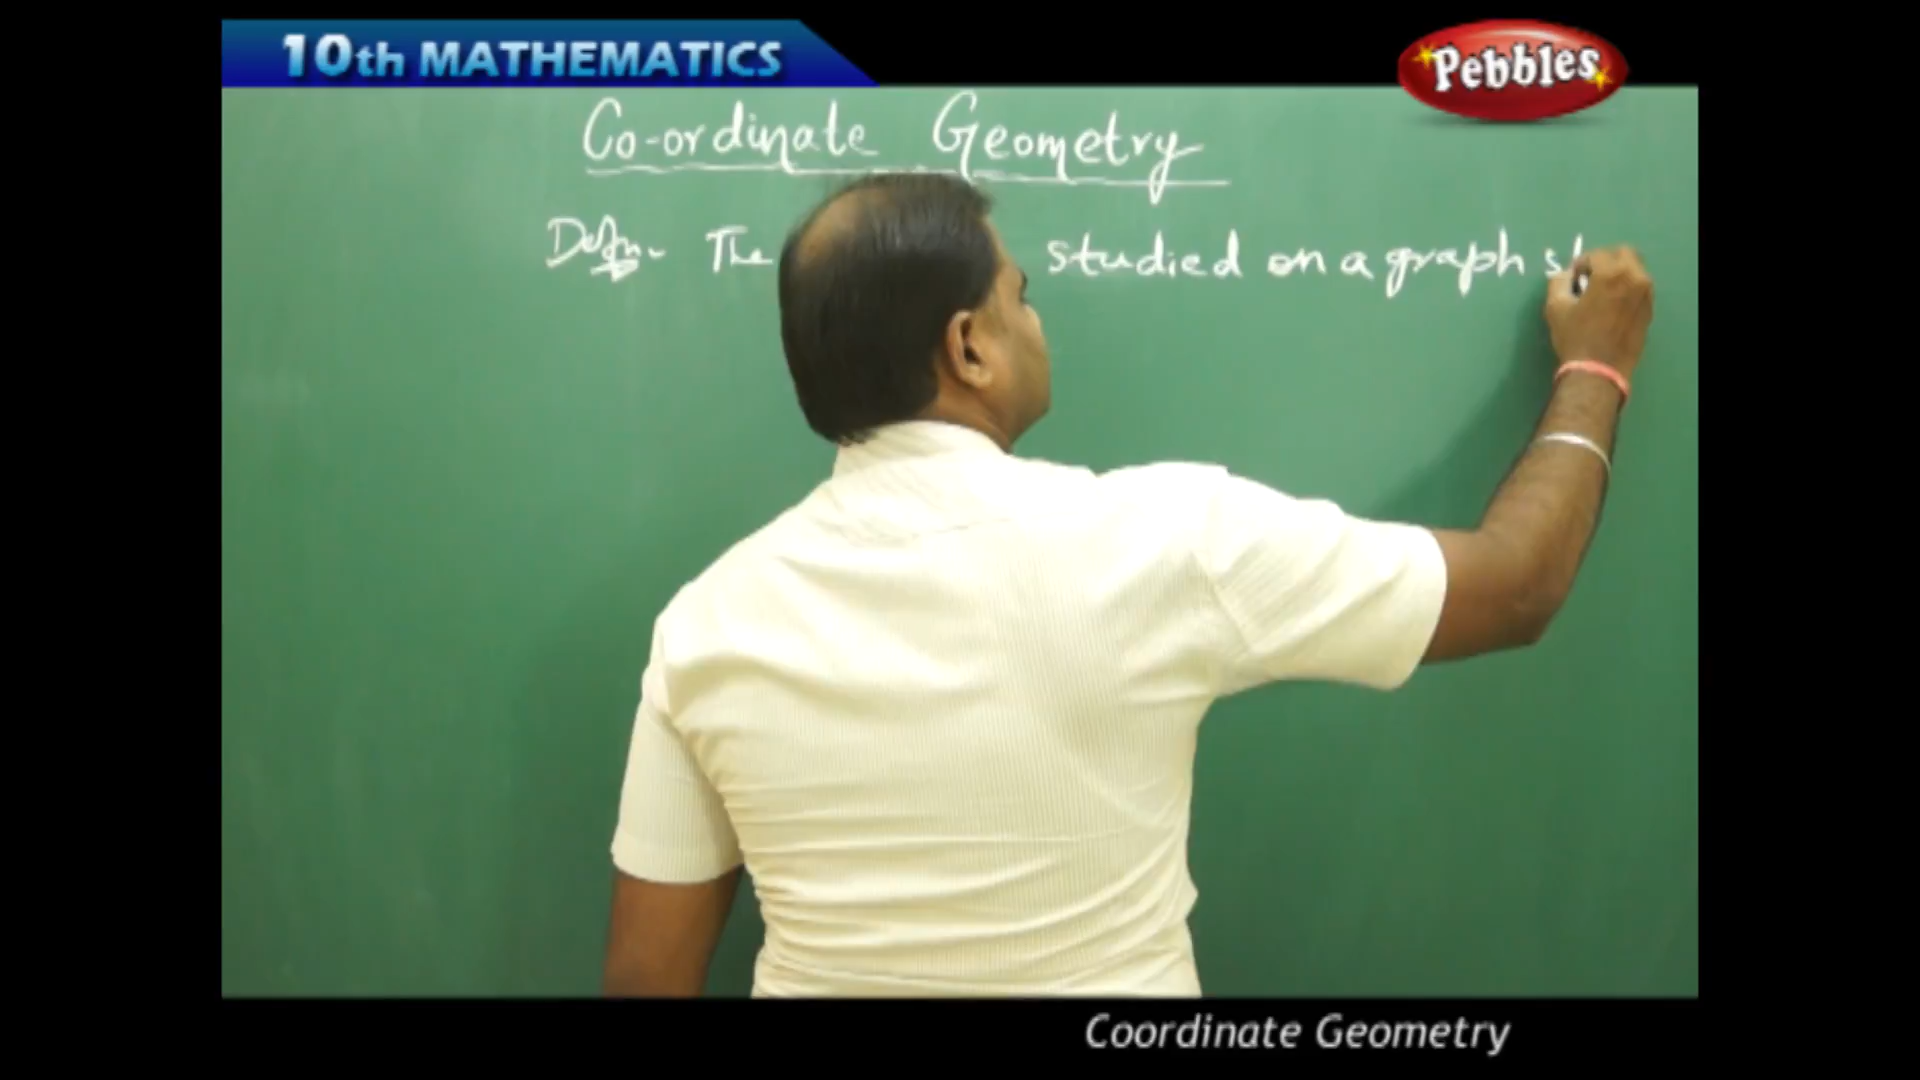 10th MATHEMATICS
Pebbles
Co-ordinate Geometry
Defn. The studied on a graph
Coordinate Geometry